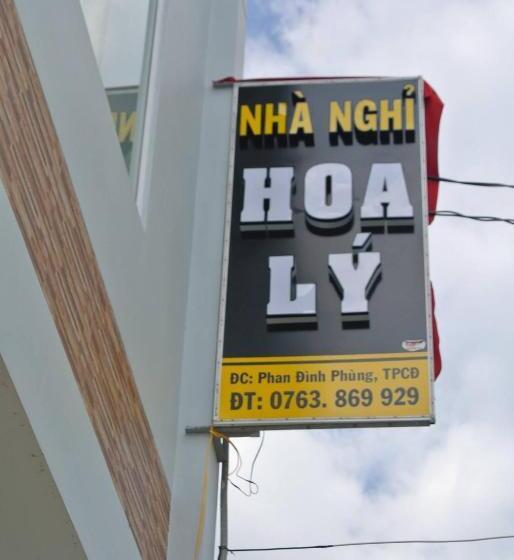 NHÀ NGHỈ
HOA
LÝ
ĐC: Phan Đình Phùng, TPCĐ
ĐT: 0763. 869 929